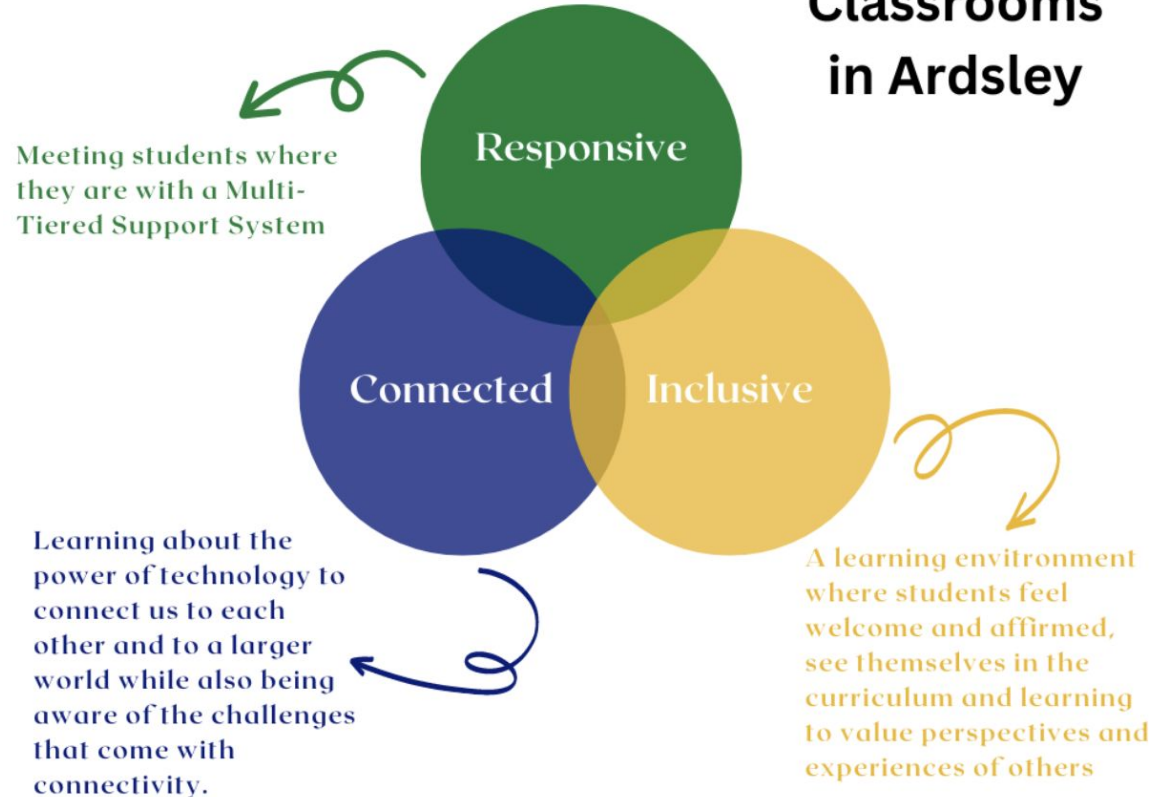 Classrooms
in Ardsley
Responsive
Meeting students where
they are with a Multi-
Tiered Support System
Connected
Inclusive
Learning about the
power of technology to
connect us to each
other and to a larger
world while also being
aware of the challenges
that come with
connectivity.
A learning envitronment
where students feel
welcome and affirmed,
see themselves in the
curriculum and learning
to value perspectives and
experiences of others